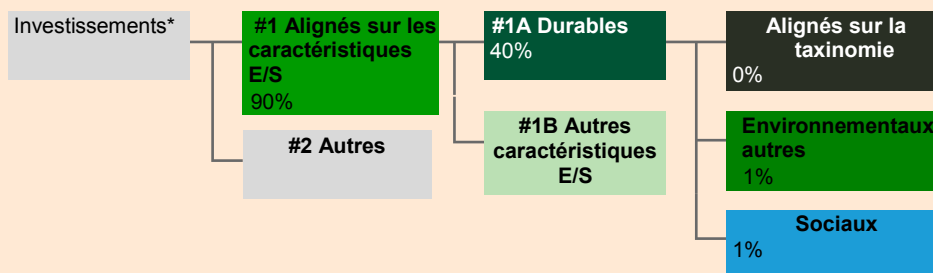 Investissements*
#1 Alignés sur les
caractéristiques
E/S
90%
#2 Autres
#1A Durables
40%
#1B Autres
caractéristiques
E/S
Alignés sur la
taxinomie
0%
Environnementaux
autres
1%
Sociaux
1%